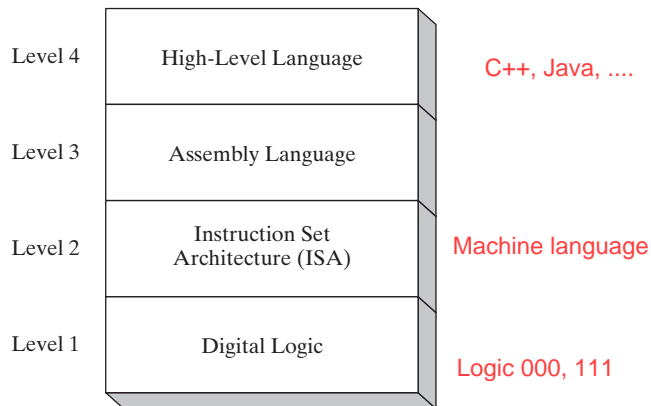 Level 4
High-Level Language
C++, Java, ....
Level 3
Assembly Language
Level 2
Instruction Set
Architecture (ISA)
Machine language
Level 1
Digital Logic
Logic 000, 111